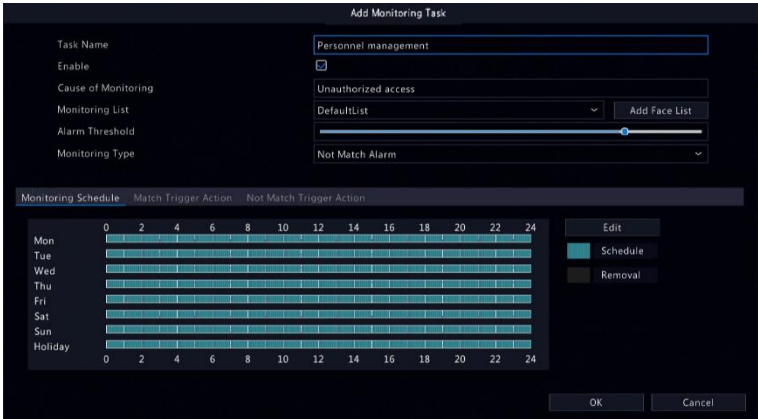 Add Monitoring Task
Task Name Personnel management
Enable
Cause of Monitoring Unauthorized access
Monitoring List DefaultList Add Face List
Alarm Threshold
Monitoring Type Not Match Alarm
Monitoring Schedule Match Trigger Action Not Match Trigger Action
0 2 4 6 8 10 12 14 16 18 20 22 24 Edit
Mon
Tue Schedule
Wed
Thu Removal
Fri
Sat
Sun
Holiday
0 2 4 6 8 10 12 14 16 18 20 22 24
OK Cancel